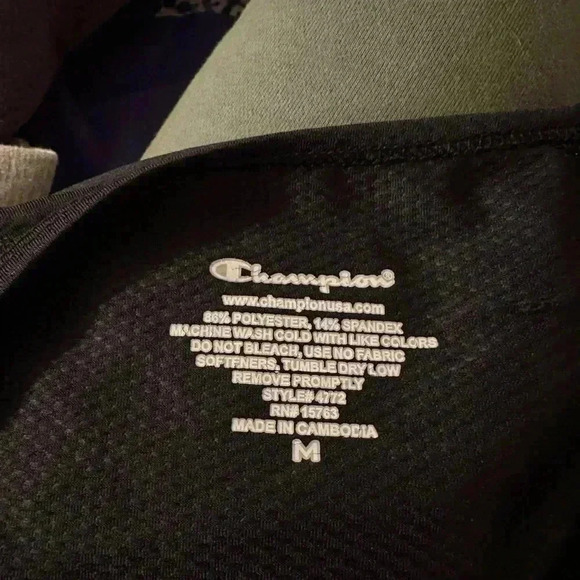 Champion®
www.championusa.com
86% POLYESTER, 14% SPANDEX
MACHINE WASH COLD WITH LIKE COLORS
DO NOT BLEACH, USE NO FABRIC
SOFTENERS, TUMBLE DRY LOW
REMOVE PROMPTLY
STYLE# 4772
RN# 15763
MADE IN CAMBODIA
M